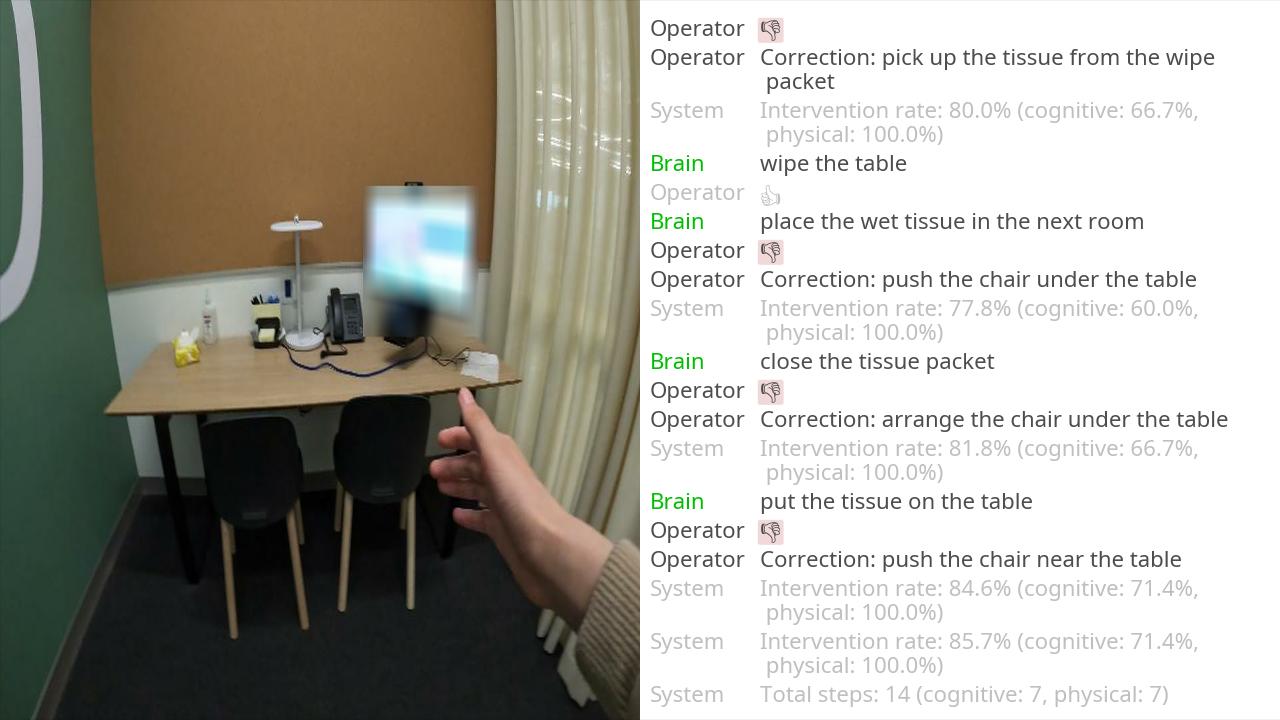 Operator 👎
Operator Correction: pick up the tissue from the wipe
packet
System Intervention rate: 80.0% (cognitive: 66.7%,
physical: 100.0%)
Brain wipe the table
Operator 👍
Brain place the wet tissue in the next room
Operator 👎
Operator Correction: push the chair under the table
System Intervention rate: 77.8% (cognitive: 60.0%,
physical: 100.0%)
Brain close the tissue packet
Operator 👎
Operator Correction: arrange the chair under the table
System Intervention rate: 81.8% (cognitive: 66.7%,
physical: 100.0%)
Brain put the tissue on the table
Operator 👎
Operator Correction: push the chair near the table
System Intervention rate: 84.6% (cognitive: 71.4%,
physical: 100.0%)
System Intervention rate: 85.7% (cognitive: 71.4%,
physical: 100.0%)
System Total steps: 14 (cognitive: 7, physical: 7)